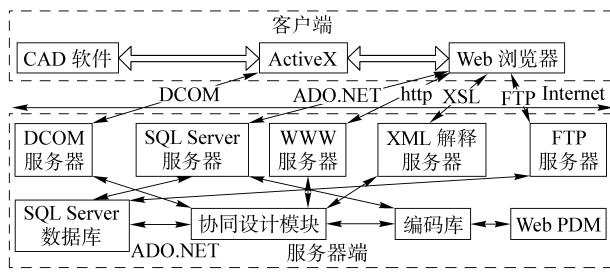 客户端
CAD 软件
ActiveX
Web 浏览器
DCOM
ADO.NET
http
XSL
FTP
Internet
DCOM
服务器
SQL Server
服务器
WWW
服务器
XML 解释
服务器
FTP
服务器
SQL Server
数据库
协同设计模块
编码库
Web PDM
ADO.NET
服务器端